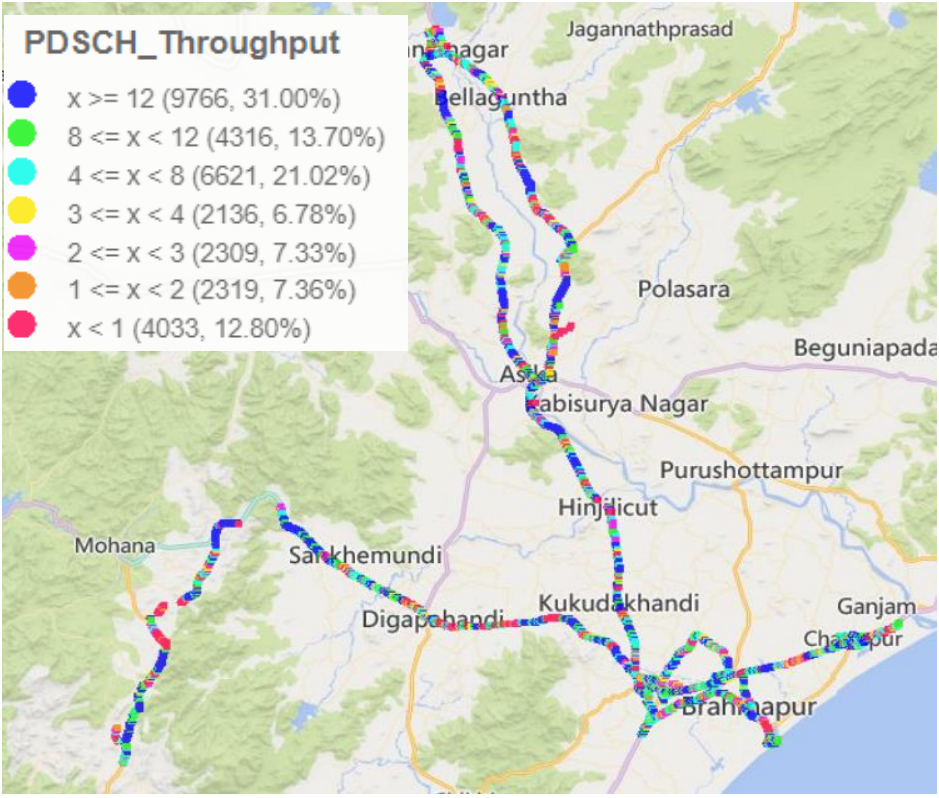 PDSCH_Throughput
x >= 12 (9766, 31.00%)
8 <= x < 12 (4316, 13.70%)
4 <= x < 8 (6621, 21.02%)
3 <= x < 4 (2136, 6.78%)
2 <= x < 3 (2309, 7.33%)
1 <= x < 2 (2319, 7.36%)
x < 1 (4033, 12.80%)
Jagannathprasad
Bellaguntha
Polasara
Beguniapada
Kabisurya Nagar
Purushottampur
Hinjilicut
Mohana
Digapahandi
Kukudakhandi
Ganjam
Brahmapur